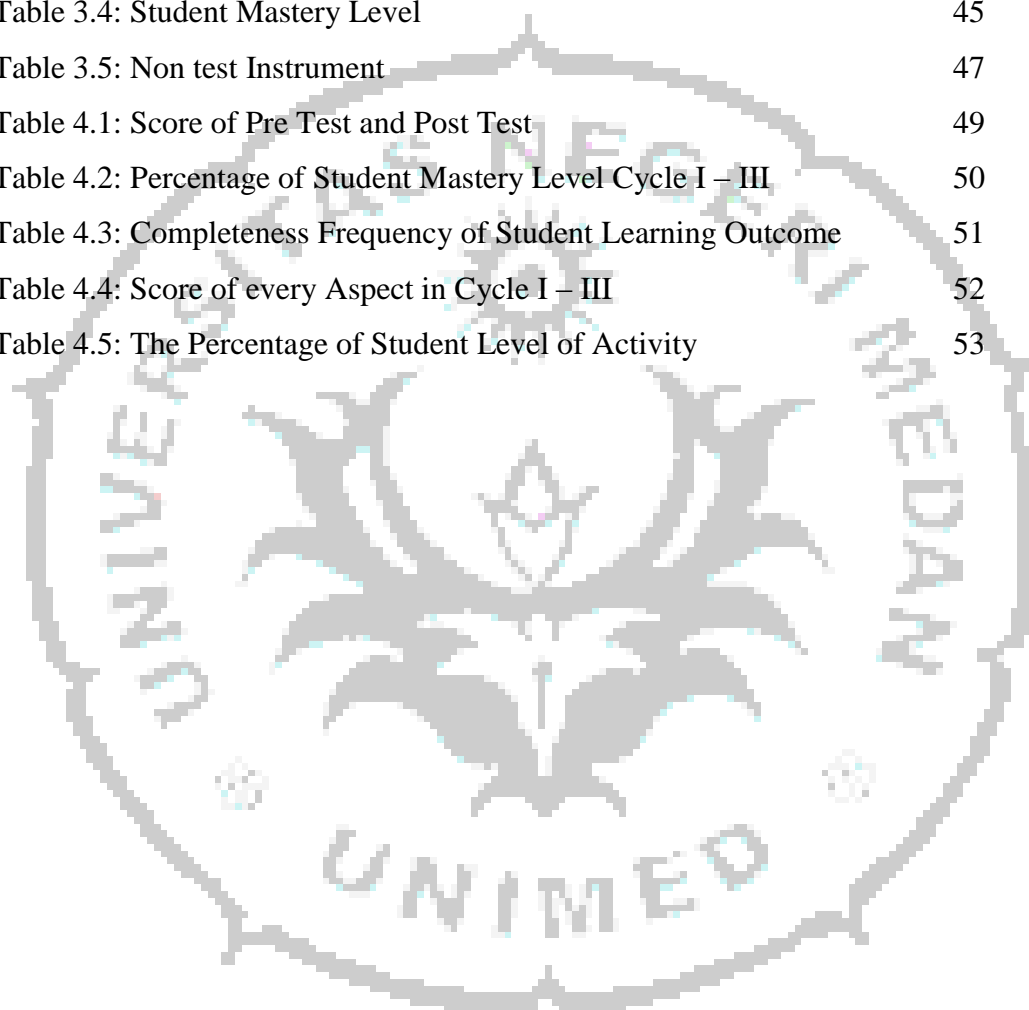 Table 3.4: Student Mastery Level 45
Table 3.5: Non test Instrument 47
Table 4.1: Score of Pre Test and Post Test 49
Table 4.2: Percentage of Student Mastery Level Cycle I – III 50
Table 4.3: Completeness Frequency of Student Learning Outcome 51
Table 4.4: Score of every Aspect in Cycle I – III 52
Table 4.5: The Percentage of Student Level of Activity 53
UNIVERSITAS NEGERI MEDAN
UNIMED